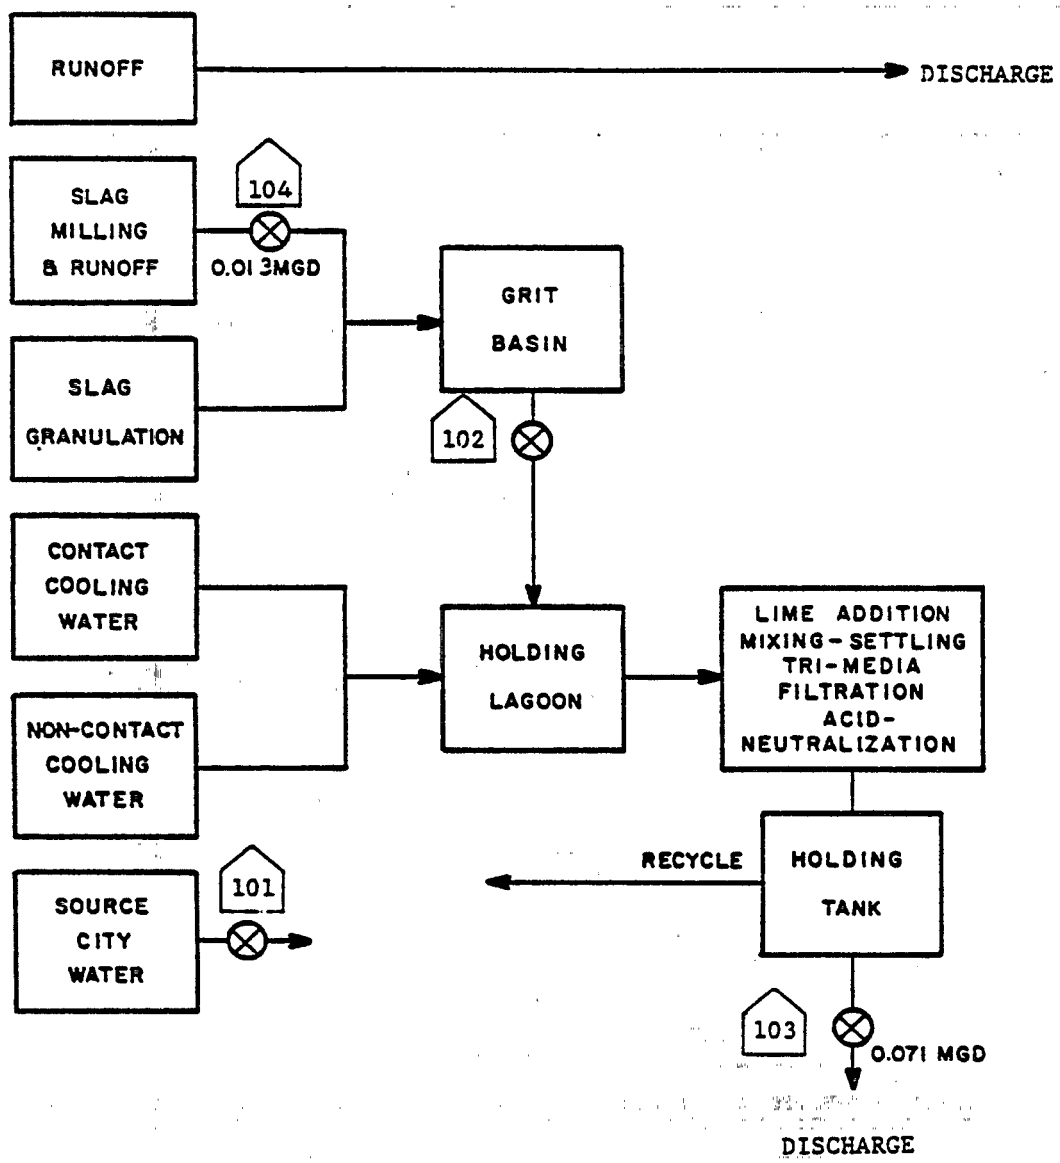 RUNOFF
DISCHARGE
SLAG
MILLING
& RUNOFF
104
0.013MGD
GRIT
BASIN
SLAG
GRANULATION
102
CONTACT
COOLING
WATER
HOLDING
LAGOON
LIME ADDITION
MIXING-SETTLING
TRI-MEDIA
FILTRATION
ACID-
NEUTRALIZATION
NON-CONTACT
COOLING
WATER
RECYCLE
HOLDING
TANK
SOURCE
CITY
WATER
101
103
0.071 MGD
DISCHARGE